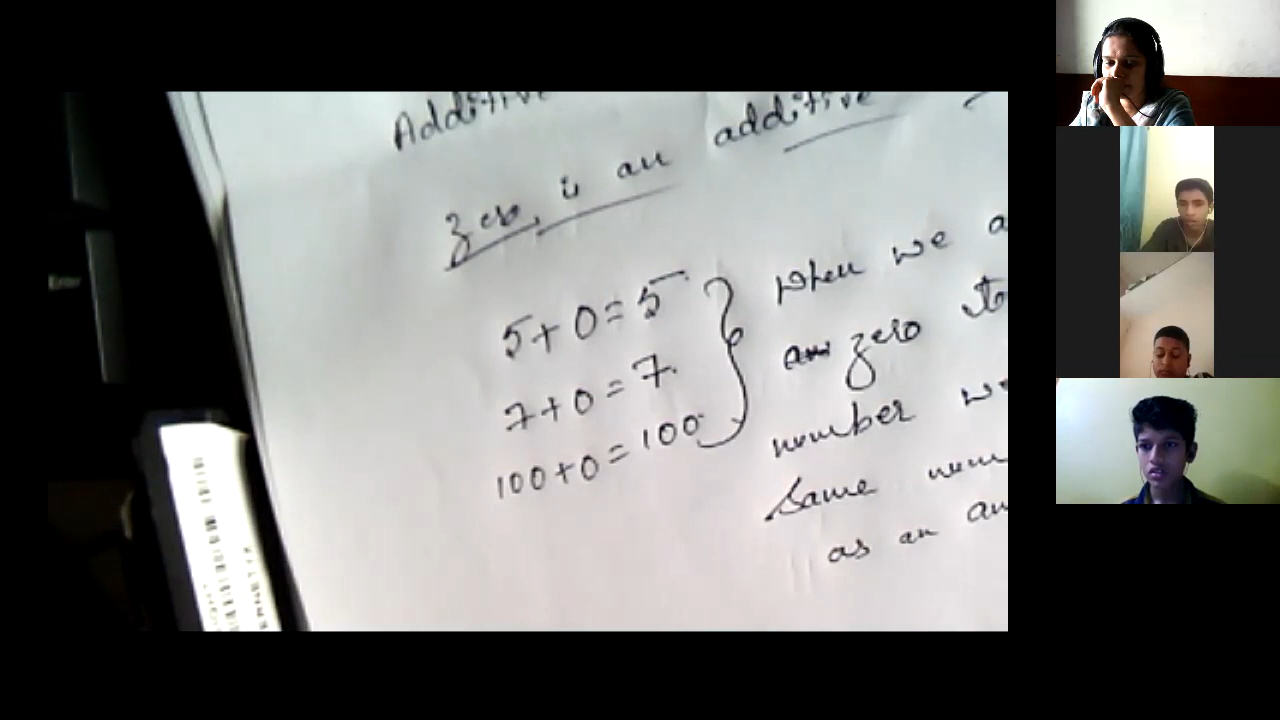 Additive
Zero, is an additive
5+0=5
7+0=7.
100+0=100
When we a
zero to
number we
Same num
as an an